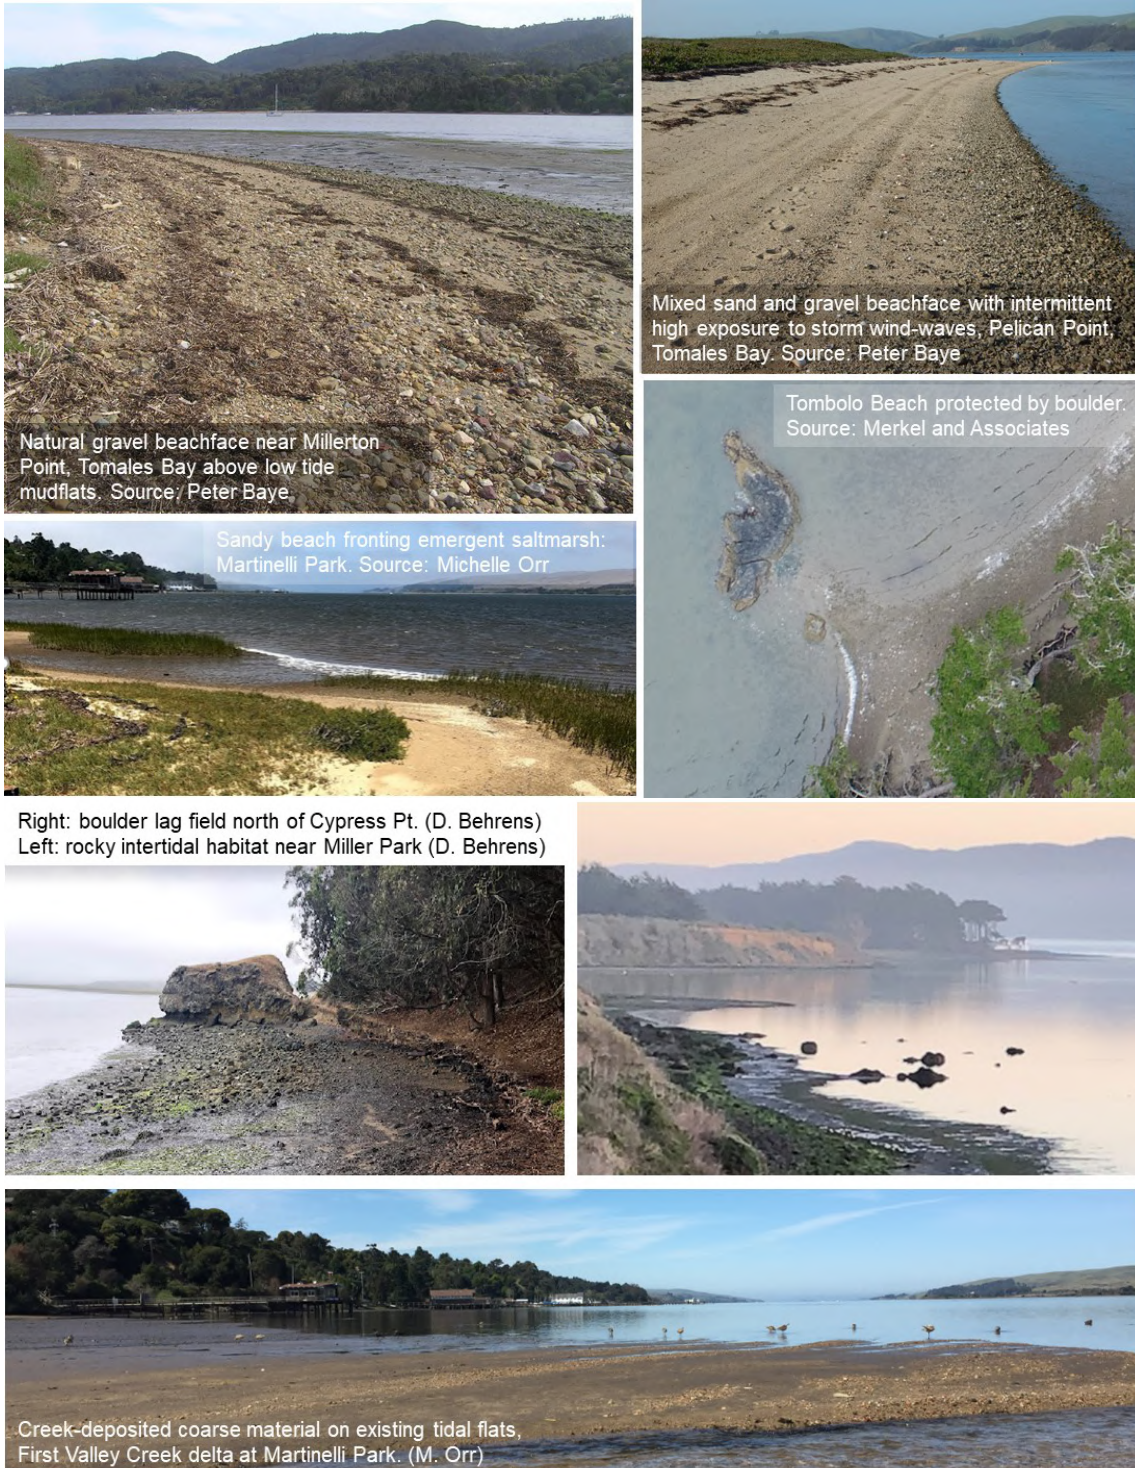 Natural gravel beachface near Millerton
Point, Tomales Bay above low tide
mudflats. Source: Peter Baye
Mixed sand and gravel beachface with intermittent
high exposure to storm wind-waves, Pelican Point,
Tomales Bay. Source: Peter Baye
Tombolo Beach protected by boulder.
Source: Merkel and Associates
Sandy beach fronting emergent saltmarsh:
Martinelli Park. Source: Michelle Orr
Right: boulder lag field north of Cypress Pt. (D. Behrens)
Left: rocky intertidal habitat near Miller Park (D. Behrens)
Creek-deposited coarse material on existing tidal flats,
First Valley Creek delta at Martinelli Park. (M. Orr)